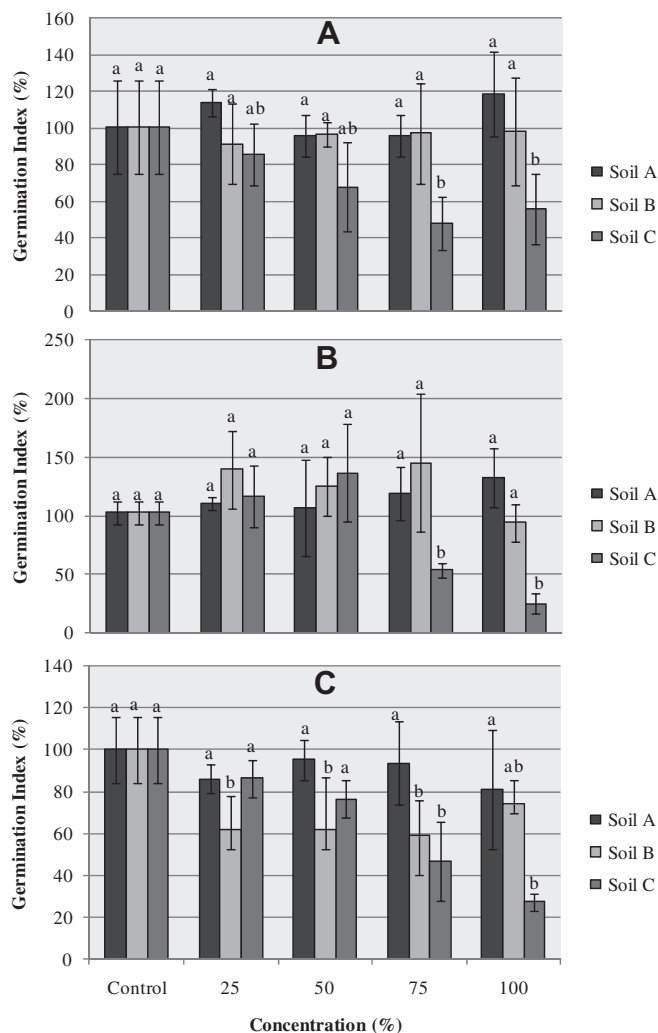 A
Germination Index (%)
160
140
120
100
80
60
40
20
0
a a a a a ab a a ab a a b a a b
Soil A
Soil B
Soil C
B
Germination Index (%)
250
200
150
100
50
0
a a a a a a a a a a a b a a b
Soil A
Soil B
Soil C
C
Germination Index (%)
140
120
100
80
60
40
20
0
a a a a b a a b a a b b a ab b
Soil A
Soil B
Soil C
Control 25 50 75 100
Concentration (%)